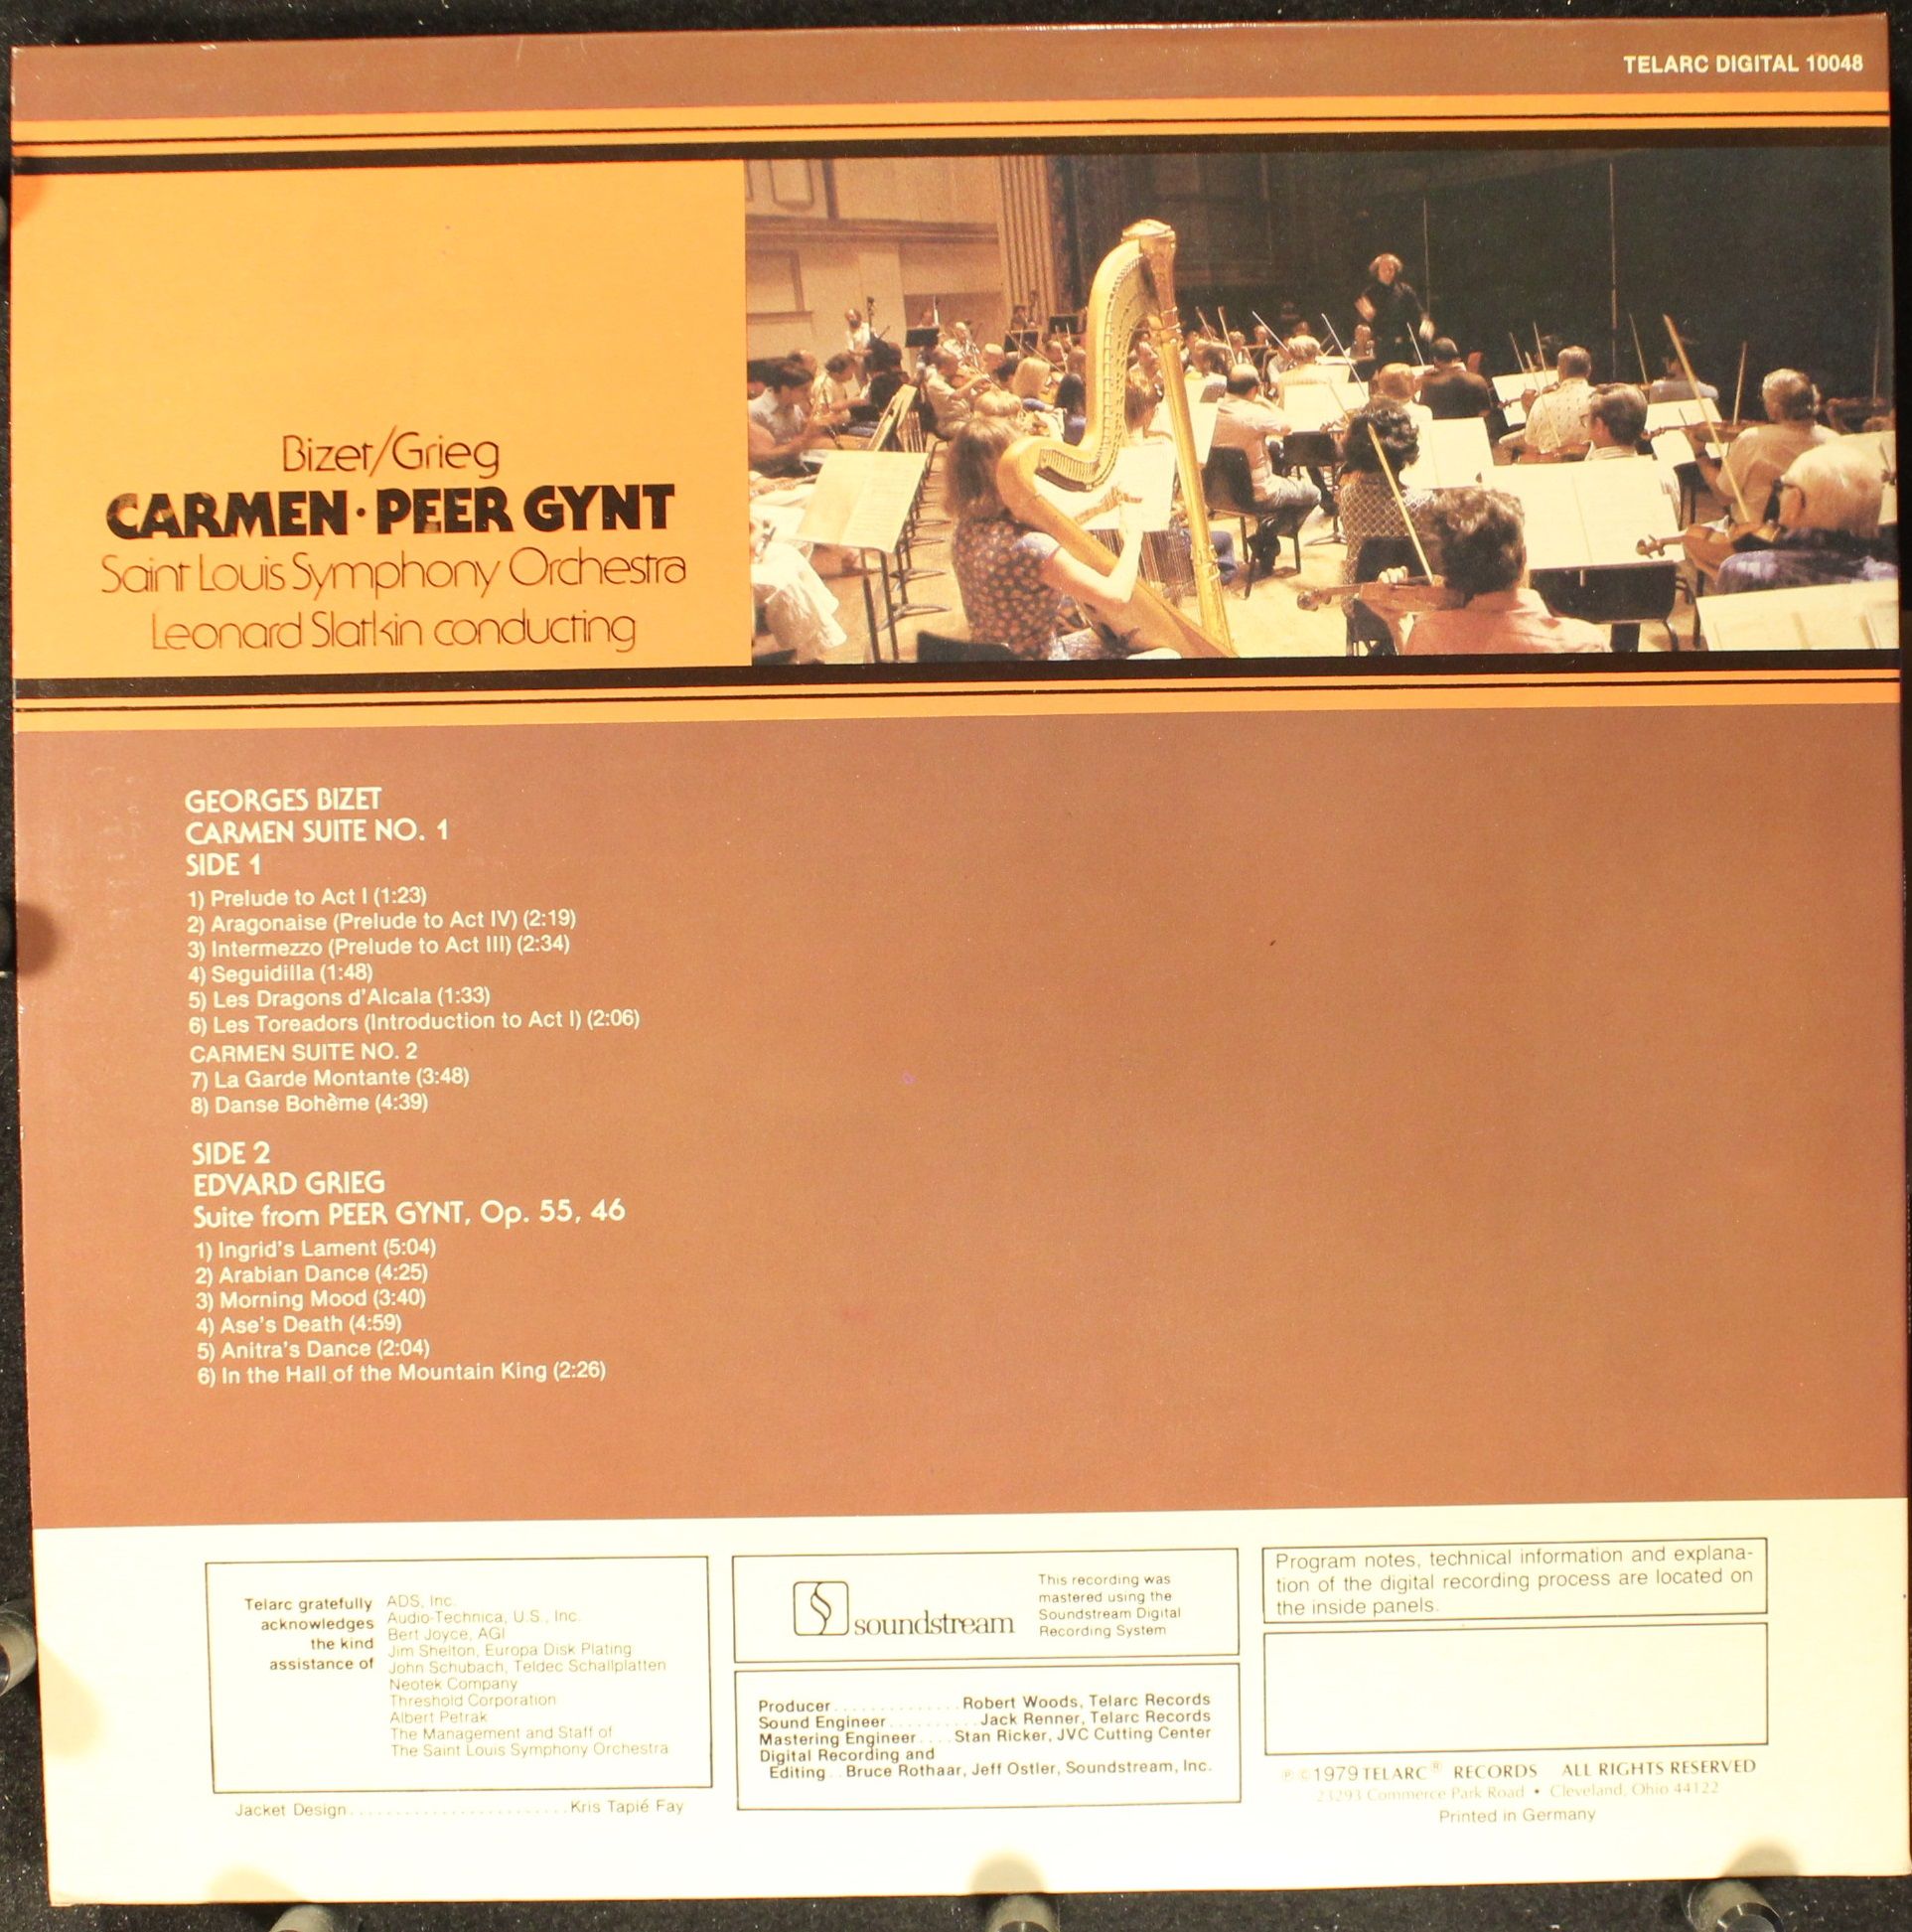 TELARC DIGITAL 10048
Bizet/Grieg
CARMEN · PEER GYNT
Saint Louis Symphony Orchestra
Leonard Slatkin conducting
GEORGES BIZET
CARMEN SUITE NO. 1
SIDE 1
1) Prelude to Act I (1:23)
2) Aragonaise (Prelude to Act IV) (2:19)
3) Intermezzo (Prelude to Act III) (2:34)
4) Seguidilla (1:48)
5) Les Dragons d'Alcala (1:33)
6) Les Toreadors (Introduction to Act I) (2:06)
CARMEN SUITE NO. 2
7) La Garde Montante (3:48)
8) Danse Bohème (4:39)
SIDE 2
EDVARD GRIEG
Suite from PEER GYNT, Op. 55, 46
1) Ingrid's Lament (5:04)
2) Arabian Dance (4:25)
3) Morning Mood (3:40)
4) Ase's Death (4:59)
5) Anitra's Dance (2:04)
6) In the Hall of the Mountain King (2:26)
Telarc gratefully
acknowledges
the kind
assistance of
ADS, Inc.
Audio-Technica, U.S., Inc.
Bert Joyce, AGI
Jim Shelton, Europa Disk Plating
John Schubach, Teldec Schallplatten
Neotek Company
Threshold Corporation
Albert Petrak
The Management and Staff of
The Saint Louis Symphony Orchestra
Jacket Design.......................Kris Tapié Fay
soundstream
This recording was
mastered using the
Soundstream Digital
Recording System
Producer..............Robert Woods, Telarc Records
Sound Engineer..........Jack Renner, Telarc Records
Mastering Engineer....Stan Ricker, JVC Cutting Center
Digital Recording and
Editing..Bruce Rothaar, Jeff Ostler, Soundstream, Inc.
Program notes, technical information and explana-
tion of the digital recording process are located on
the inside panels.
℗ © 1979 TELARC® RECORDS ALL RIGHTS RESERVED
23293 Commerce Park Road • Cleveland, Ohio 44122
Printed in Germany